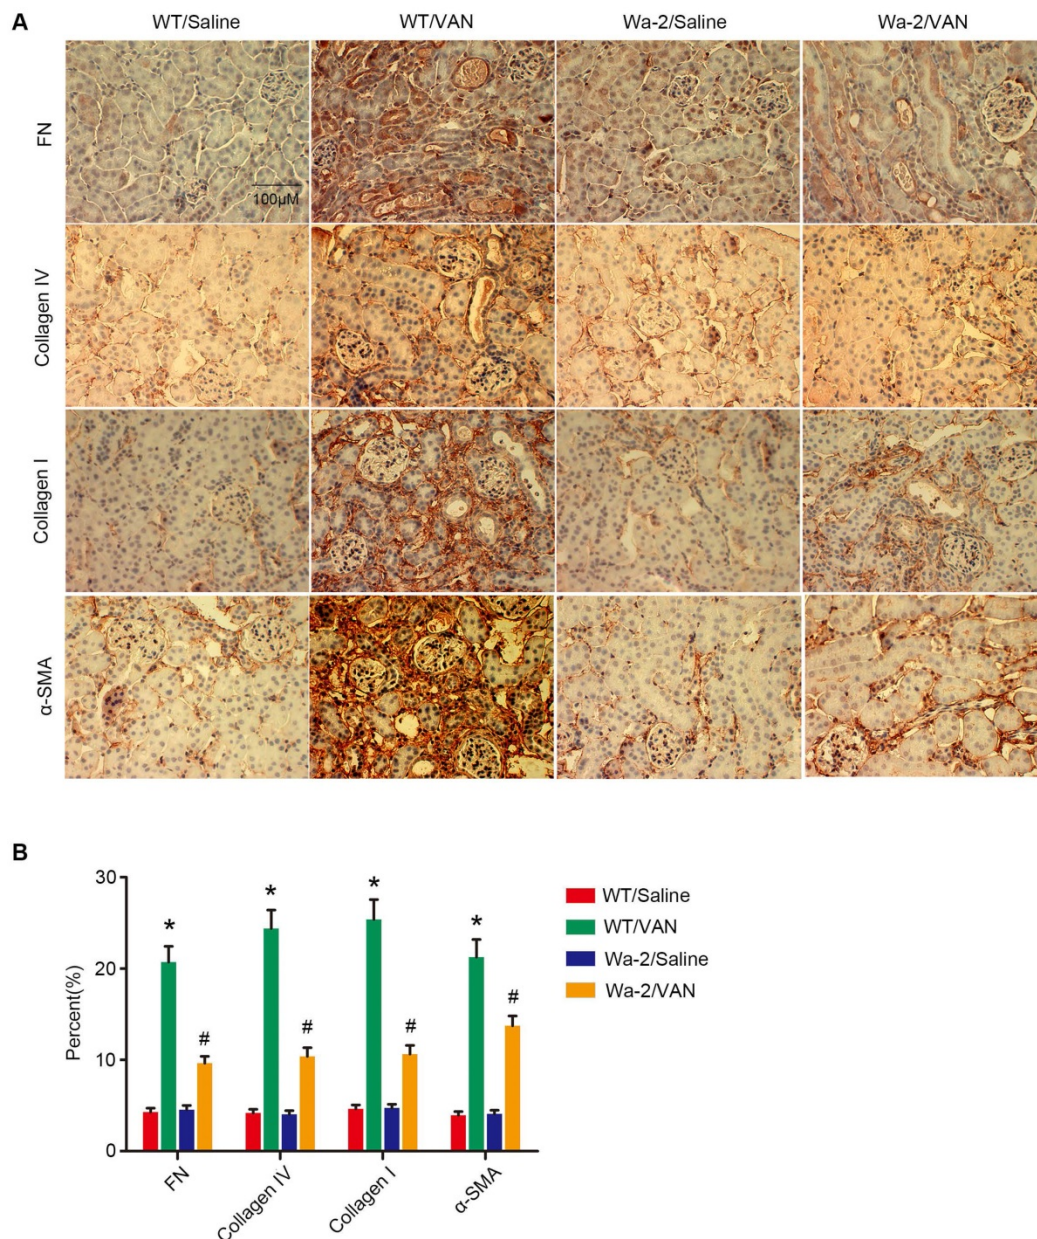 A
WT/Saline WT/VAN Wa-2/Saline Wa-2/VAN
FN
100μM
Collagen IV
Collagen I
α-SMA
B
30
20
10
0
Percent(%)
* # * # * # * #
FN Collagen IV Collagen I α-SMA
WT/Saline
WT/VAN
Wa-2/Saline
Wa-2/VAN